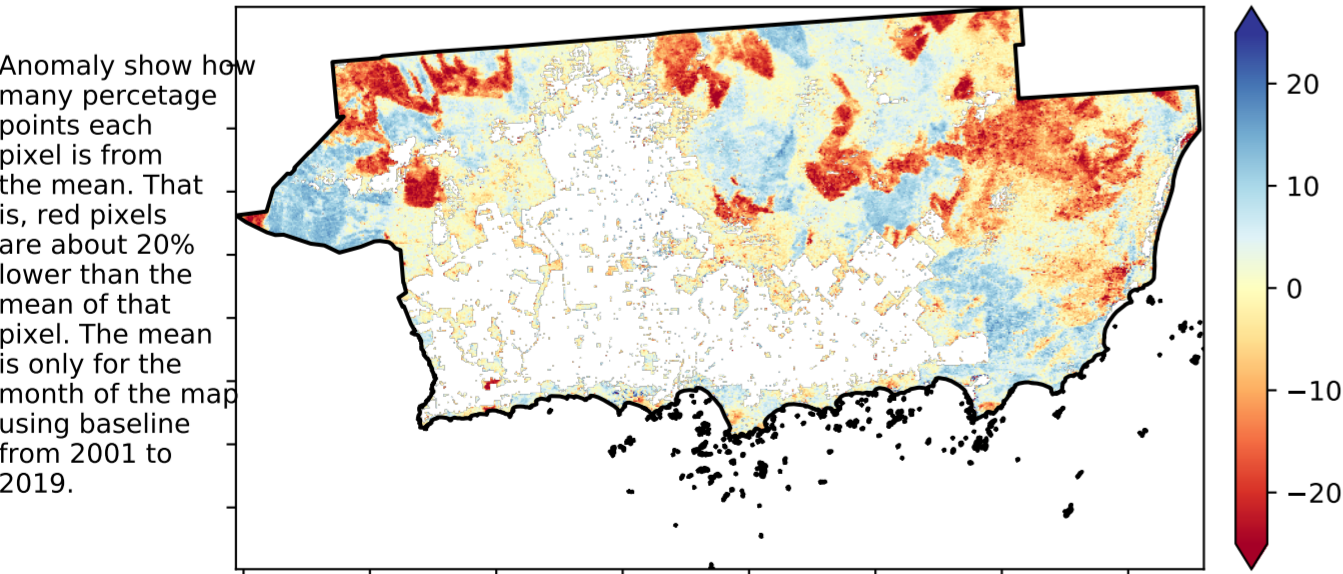 Anomaly show how
many percetage
points each
pixel is from
the mean. That
is, red pixels
are about 20%
lower than the
mean of that
pixel. The mean
is only for the
month of the map
using baseline
from 2001 to
2019.
20
10
0
−10
−20